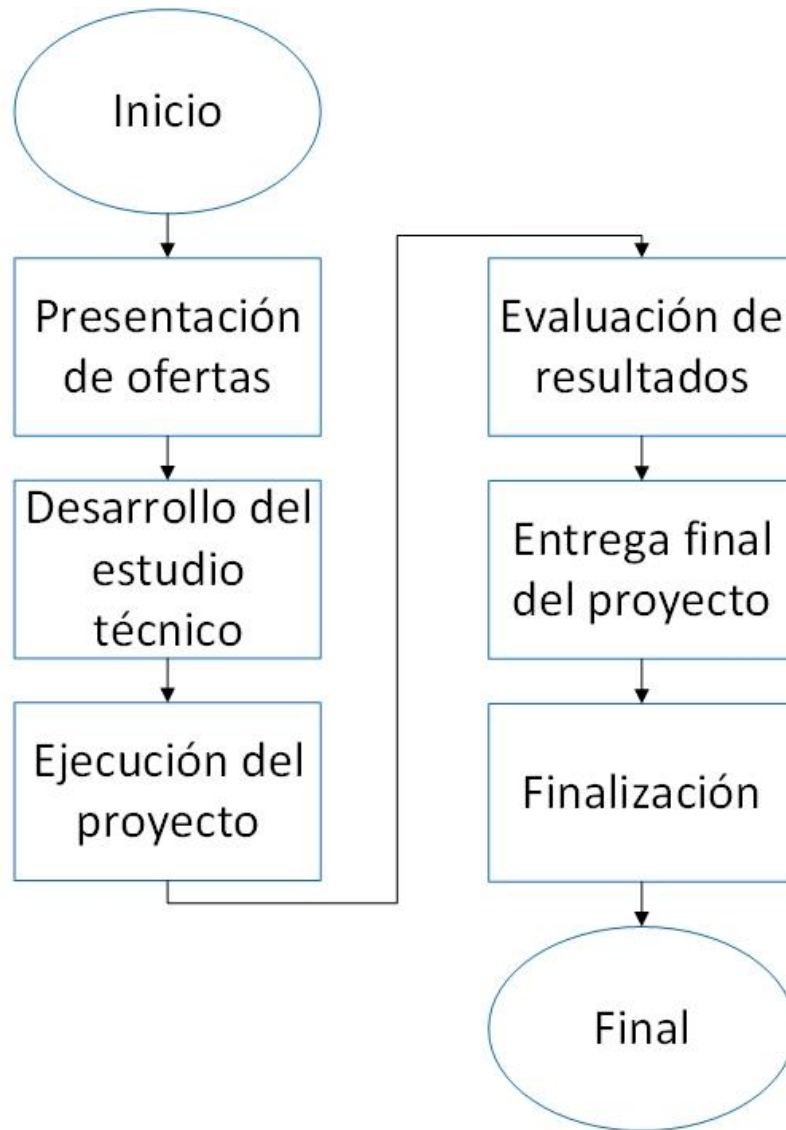 Inicio
Presentación
de ofertas
Desarrollo del
estudio
técnico
Ejecución del
proyecto
Evaluación de
resultados
Entrega final
del proyecto
Finalización
Final